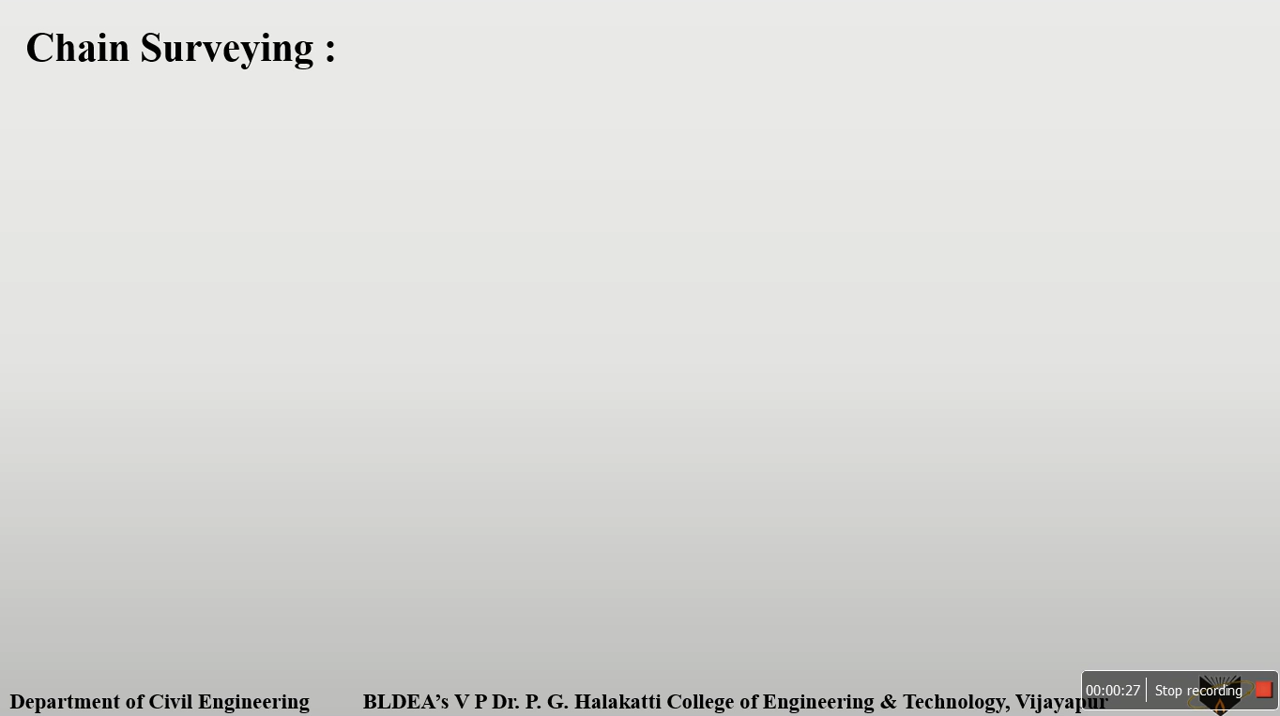 Chain Surveying :
Department of Civil Engineering BLDEA’s V P Dr. P. G. Halakatti College of Engineering & Technology, Vijayapur
00:00:27 Stop recording